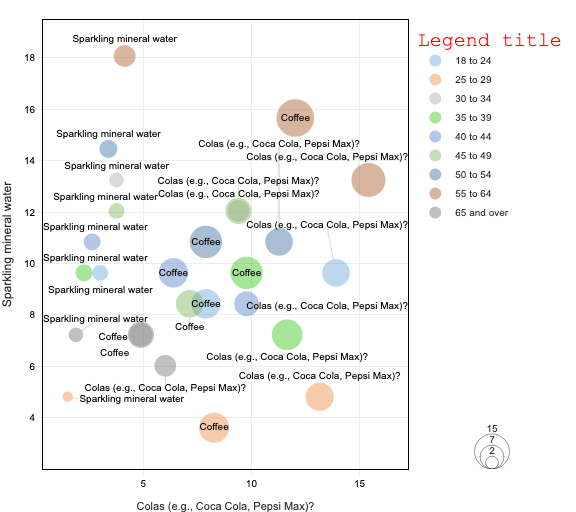 Legend title
18 to 24
25 to 29
30 to 34
35 to 39
40 to 44
45 to 49
50 to 54
55 to 64
65 and over
Sparkling mineral water
18
16
14
12
10
8
6
4
5
10
15
Colas (e.g., Coca Cola, Pepsi Max)?
Sparkling mineral water
Coffee
Sparkling mineral water
Colas (e.g., Coca Cola, Pepsi Max)?
Colas (e.g., Coca Cola, Pepsi Max)?
Sparkling mineral water
Colas (e.g., Coca Cola, Pepsi Max)?
Sparkling mineral water
Colas (e.g., Coca Cola, Pepsi Max)?
Sparkling mineral water
Colas (e.g., Coca Cola, Pepsi Max)?
Coffee
Sparkling mineral water
Coffee
Coffee
Sparkling mineral water
Coffee
Colas (e.g., Coca Cola, Pepsi Max)?
Sparkling mineral water
Coffee
Coffee
Coffee
Colas (e.g., Coca Cola, Pepsi Max)?
Colas (e.g., Coca Cola, Pepsi Max)?
Colas (e.g., Coca Cola, Pepsi Max)?
Sparkling mineral water
Coffee
15
7
2